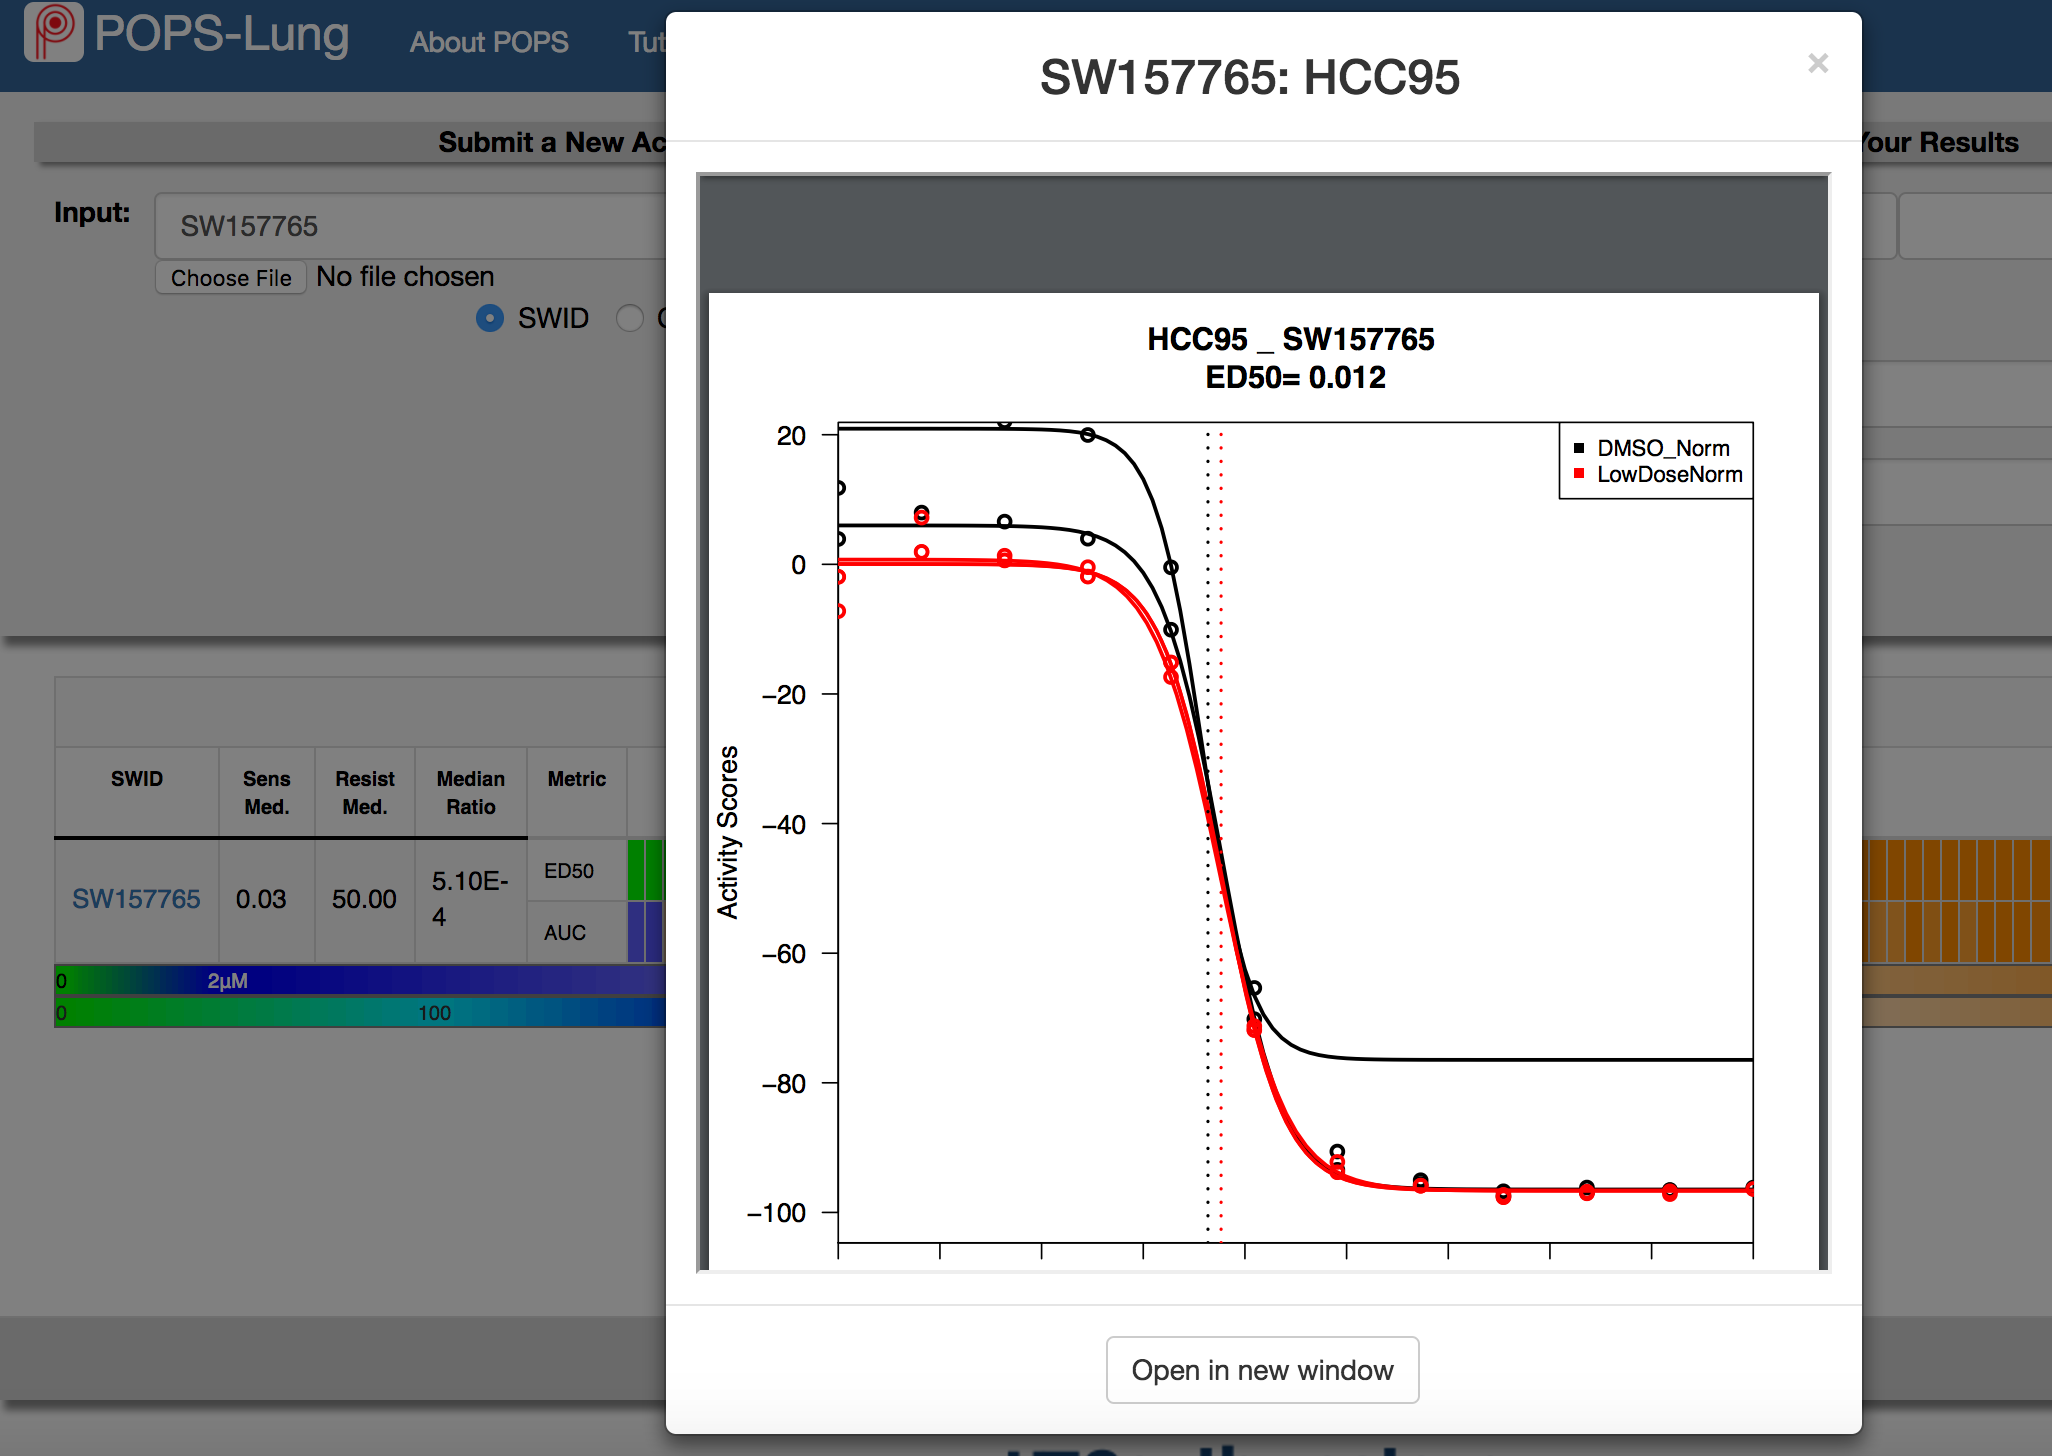 POPS-Lung
About POPS
Tut
SW157765: HCC95
×
Submit a New Ac
Your Results
Input:
SW157765
Choose File No file chosen
SWID
HCC95 _ SW157765
ED50= 0.012
DMSO_Norm
LowDoseNorm
20
0
−20
−40
−60
−80
−100
Activity Scores
SWID
Sens Med.
Resist Med.
Median Ratio
Metric
SW157765
0.03
50.00
5.10E-
4
ED50
AUC
0
2µM
0
100
Open in new window